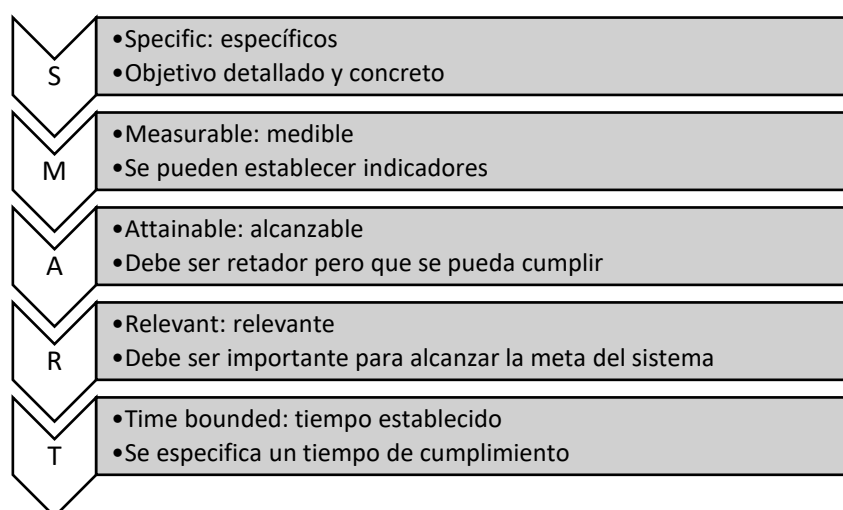 S
•Specific: específicos
•Objetivo detallado y concreto
M
•Measurable: medible
•Se pueden establecer indicadores
A
•Attainable: alcanzable
•Debe ser retador pero que se pueda cumplir
R
•Relevant: relevante
•Debe ser importante para alcanzar la meta del sistema
T
•Time bounded: tiempo establecido
•Se especifica un tiempo de cumplimiento